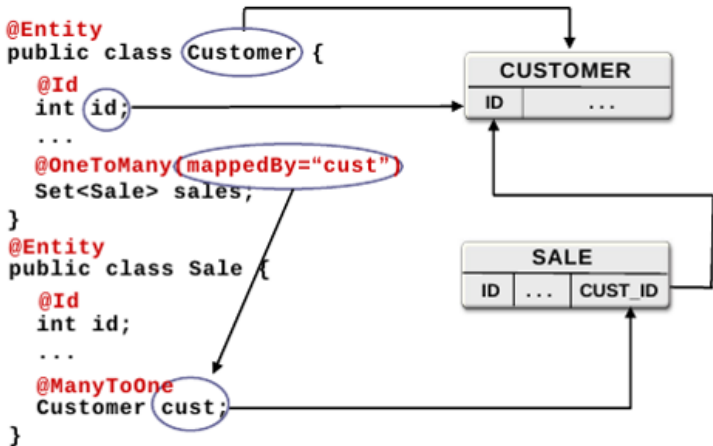 @Entity
public class Customer {
@Id
int id;
...
@OneToMany(mappedBy=“cust”)
Set<Sale> sales;
}
@Entity
public class Sale {
@Id
int id;
...
@ManyToOne
Customer cust;
}
CUSTOMER
ID ...
SALE
ID ... CUST_ID